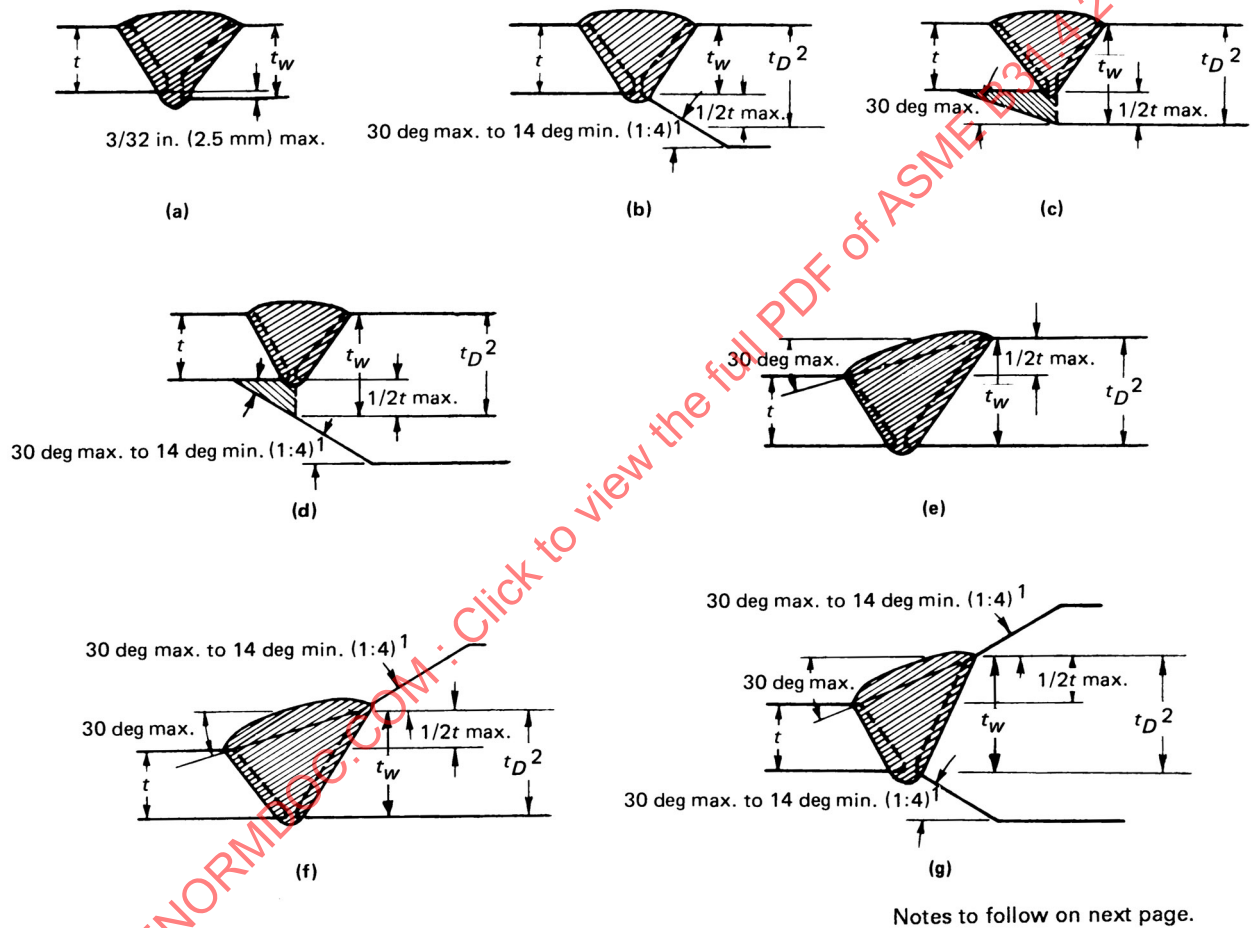 t
t_W
3/32 in. (2.5 mm) max.
(a)
t
t_W
t_D 2
1/2t max.
30 deg max. to 14 deg min. (1:4)1
(b)
t
t_W
t_D 2
30 deg max.
1/2t max.
(c)
t
t_W
t_D 2
1/2t max.
30 deg max. to 14 deg min. (1:4)1
(d)
30 deg max.
1/2t max.
t
t_W
t_D 2
(e)
30 deg max. to 14 deg min. (1:4)1
30 deg max.
1/2t max.
t
t_W
t_D 2
(f)
30 deg max. to 14 deg min. (1:4)1
30 deg max.
1/2t max.
t
t_W
t_D 2
30 deg max. to 14 deg min. (1:4)1
(g)
Notes to follow on next page.
NORMDOC.COM : Click to view the full PDF of ASME B31.4 2